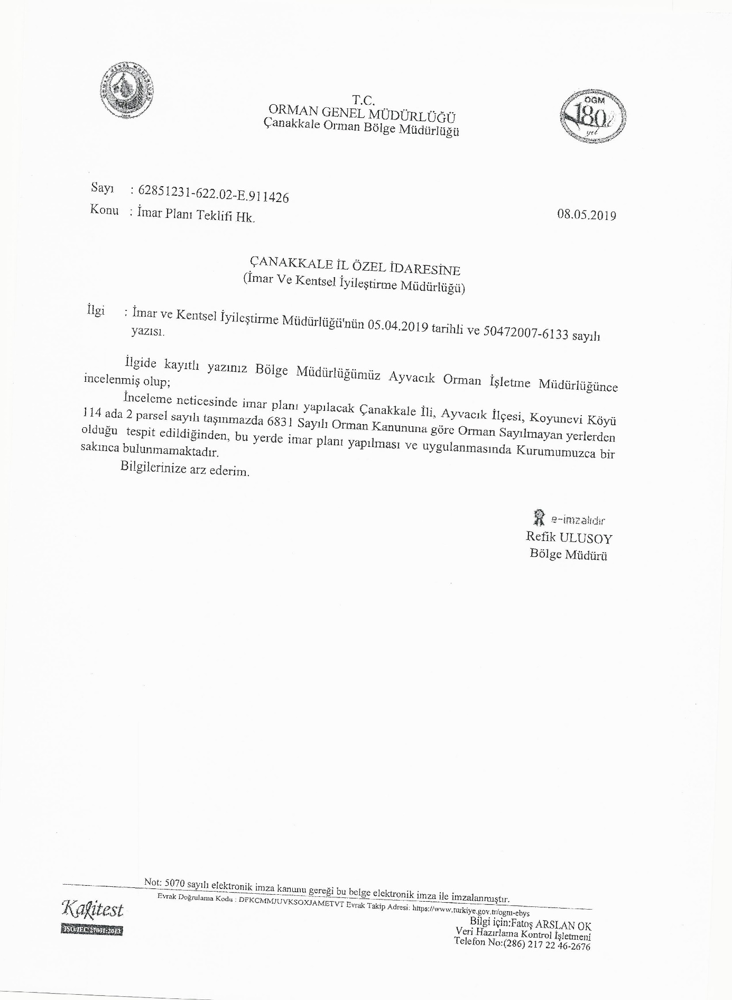 T.C.
ORMAN GENEL MÜDÜRLÜĞÜ
Çanakkale Orman Bölge Müdürlüğü
OGM
180.
yıl
Sayı : 62851231-622.02-E.911426
Konu : İmar Planı Teklifi Hk.
08.05.2019
ÇANAKKALE İL ÖZEL İDARESİNE
(İmar Ve Kentsel İyileştirme Müdürlüğü)
İlgi : İmar ve Kentsel İyileştirme Müdürlüğü'nün 05.04.2019 tarihli ve 50472007-6133 sayılı
yazısı.
İlgide kayıtlı yazınız Bölge Müdürlüğümüz Ayvacık Orman İşletme Müdürlüğünce
incelenmiş olup;
İnceleme neticesinde imar planı yapılacak Çanakkale İli, Ayvacık İlçesi, Koyunevi Köyü
114 ada 2 parsel sayılı taşınmazda 6831 Sayılı Orman Kanununa göre Orman Sayılmayan yerlerden
olduğu tespit edildiğinden, bu yerde imar planı yapılması ve uygulanmasında Kurumumuzca bir
sakınca bulunmamaktadır.
Bilgilerinize arz ederim.
e-imzalıdır
Refik ULUSOY
Bölge Müdürü
Not: 5070 sayılı elektronik imza kanunu gereği bu belge elektronik imza ile imzalanmıştır.
Evrak Doğrulama Kodu : DFKCMMJUVKSOXJAMETVT Evrak Takip Adresi: https://www.turkiye.gov.tr/ogm-ebys
Bilgi için:Fatoş ARSLAN OK
Veri Hazırlama Kontrol İşletmeni
Telefon No:(286) 217 22 46-2676
Kalitest
ISO/IEC 27001:2013